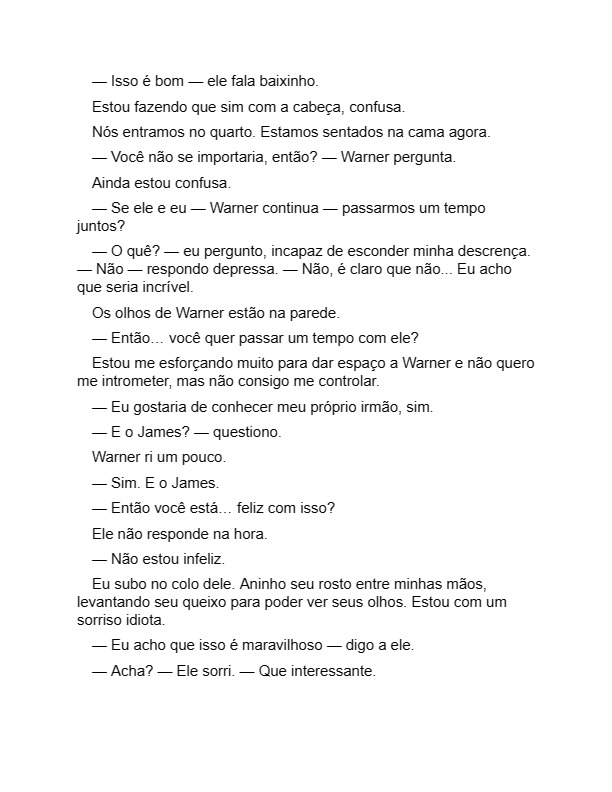 — Isso é bom — ele fala baixinho.
Estou fazendo que sim com a cabeça, confusa.
Nós entramos no quarto. Estamos sentados na cama agora.
— Você não se importaria, então? — Warner pergunta.
Ainda estou confusa.
— Se ele e eu — Warner continua — passarmos um tempo
juntos?
— O quê? — eu pergunto, incapaz de esconder minha descrença.
— Não — respondo depressa. — Não, é claro que não... Eu acho
que seria incrível.
Os olhos de Warner estão na parede.
— Então… você quer passar um tempo com ele?
Estou me esforçando muito para dar espaço a Warner e não quero
me intrometer, mas não consigo me controlar.
— Eu gostaria de conhecer meu próprio irmão, sim.
— E o James? — questiono.
Warner ri um pouco.
— Sim. E o James.
— Então você está… feliz com isso?
Ele não responde na hora.
— Não estou infeliz.
Eu subo no colo dele. Aninho seu rosto entre minhas mãos,
levantando seu queixo para poder ver seus olhos. Estou com um
sorriso idiota.
— Eu acho que isso é maravilhoso — digo a ele.
— Acha? — Ele sorri. — Que interessante.